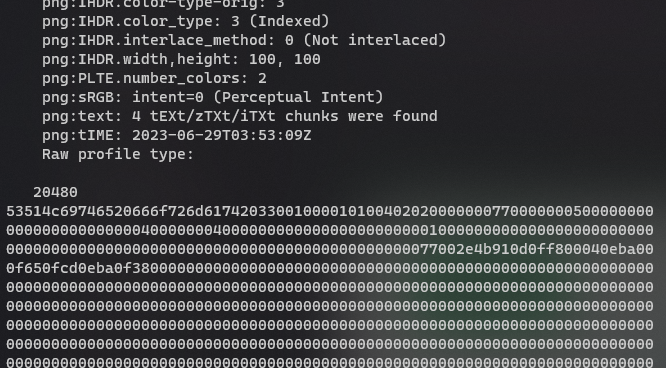 png:IHDR.color-type-orig: 3
png:IHDR.color_type: 3 (Indexed)
png:IHDR.interlace_method: 0 (Not interlaced)
png:IHDR.width,height: 100, 100
png:PLTE.number_colors: 2
png:sRGB: intent=0 (Perceptual Intent)
png:text: 4 tEXt/zTXt/iTXt chunks were found
png:tIME: 2023-06-29T03:53:09Z
Raw profile type:
20480
53514c69746520666f726d61742033001000010100402020000000770000000500000000
000000000000000400000004000000000000000000000001000000000000000000000000
000000000000000000000000000000000000000000000077002e4b910d0ff800040eba00
0f650fcd0eba0f3800000000000000000000000000000000000000000000000000000000
000000000000000000000000000000000000000000000000000000000000000000000000
000000000000000000000000000000000000000000000000000000000000000000000000
000000000000000000000000000000000000000000000000000000000000000000000000
000000000000000000000000000000000000000000000000000000000000000000000000
000000000000000000000000000000000000000000000000000000000000000000000000